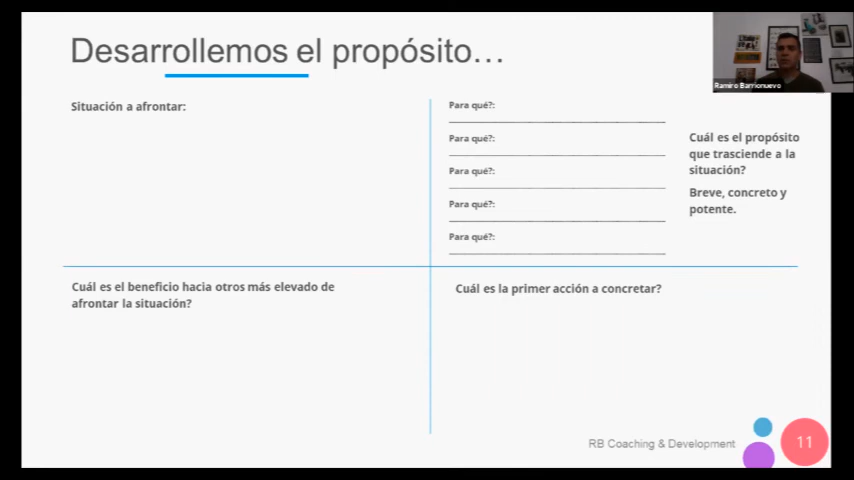 Desarrollemos el propósito...
Ramiro Barrionuevo
Situación a afrontar:
Para qué?:
Para qué?:
Para qué?:
Para qué?:
Para qué?:
Cuál es el propósito
que trasciende a la
situación?
Breve, concreto y
potente.
Cuál es el beneficio hacia otros más elevado de
afrontar la situación?
Cuál es la primer acción a concretar?
RB Coaching & Development
11